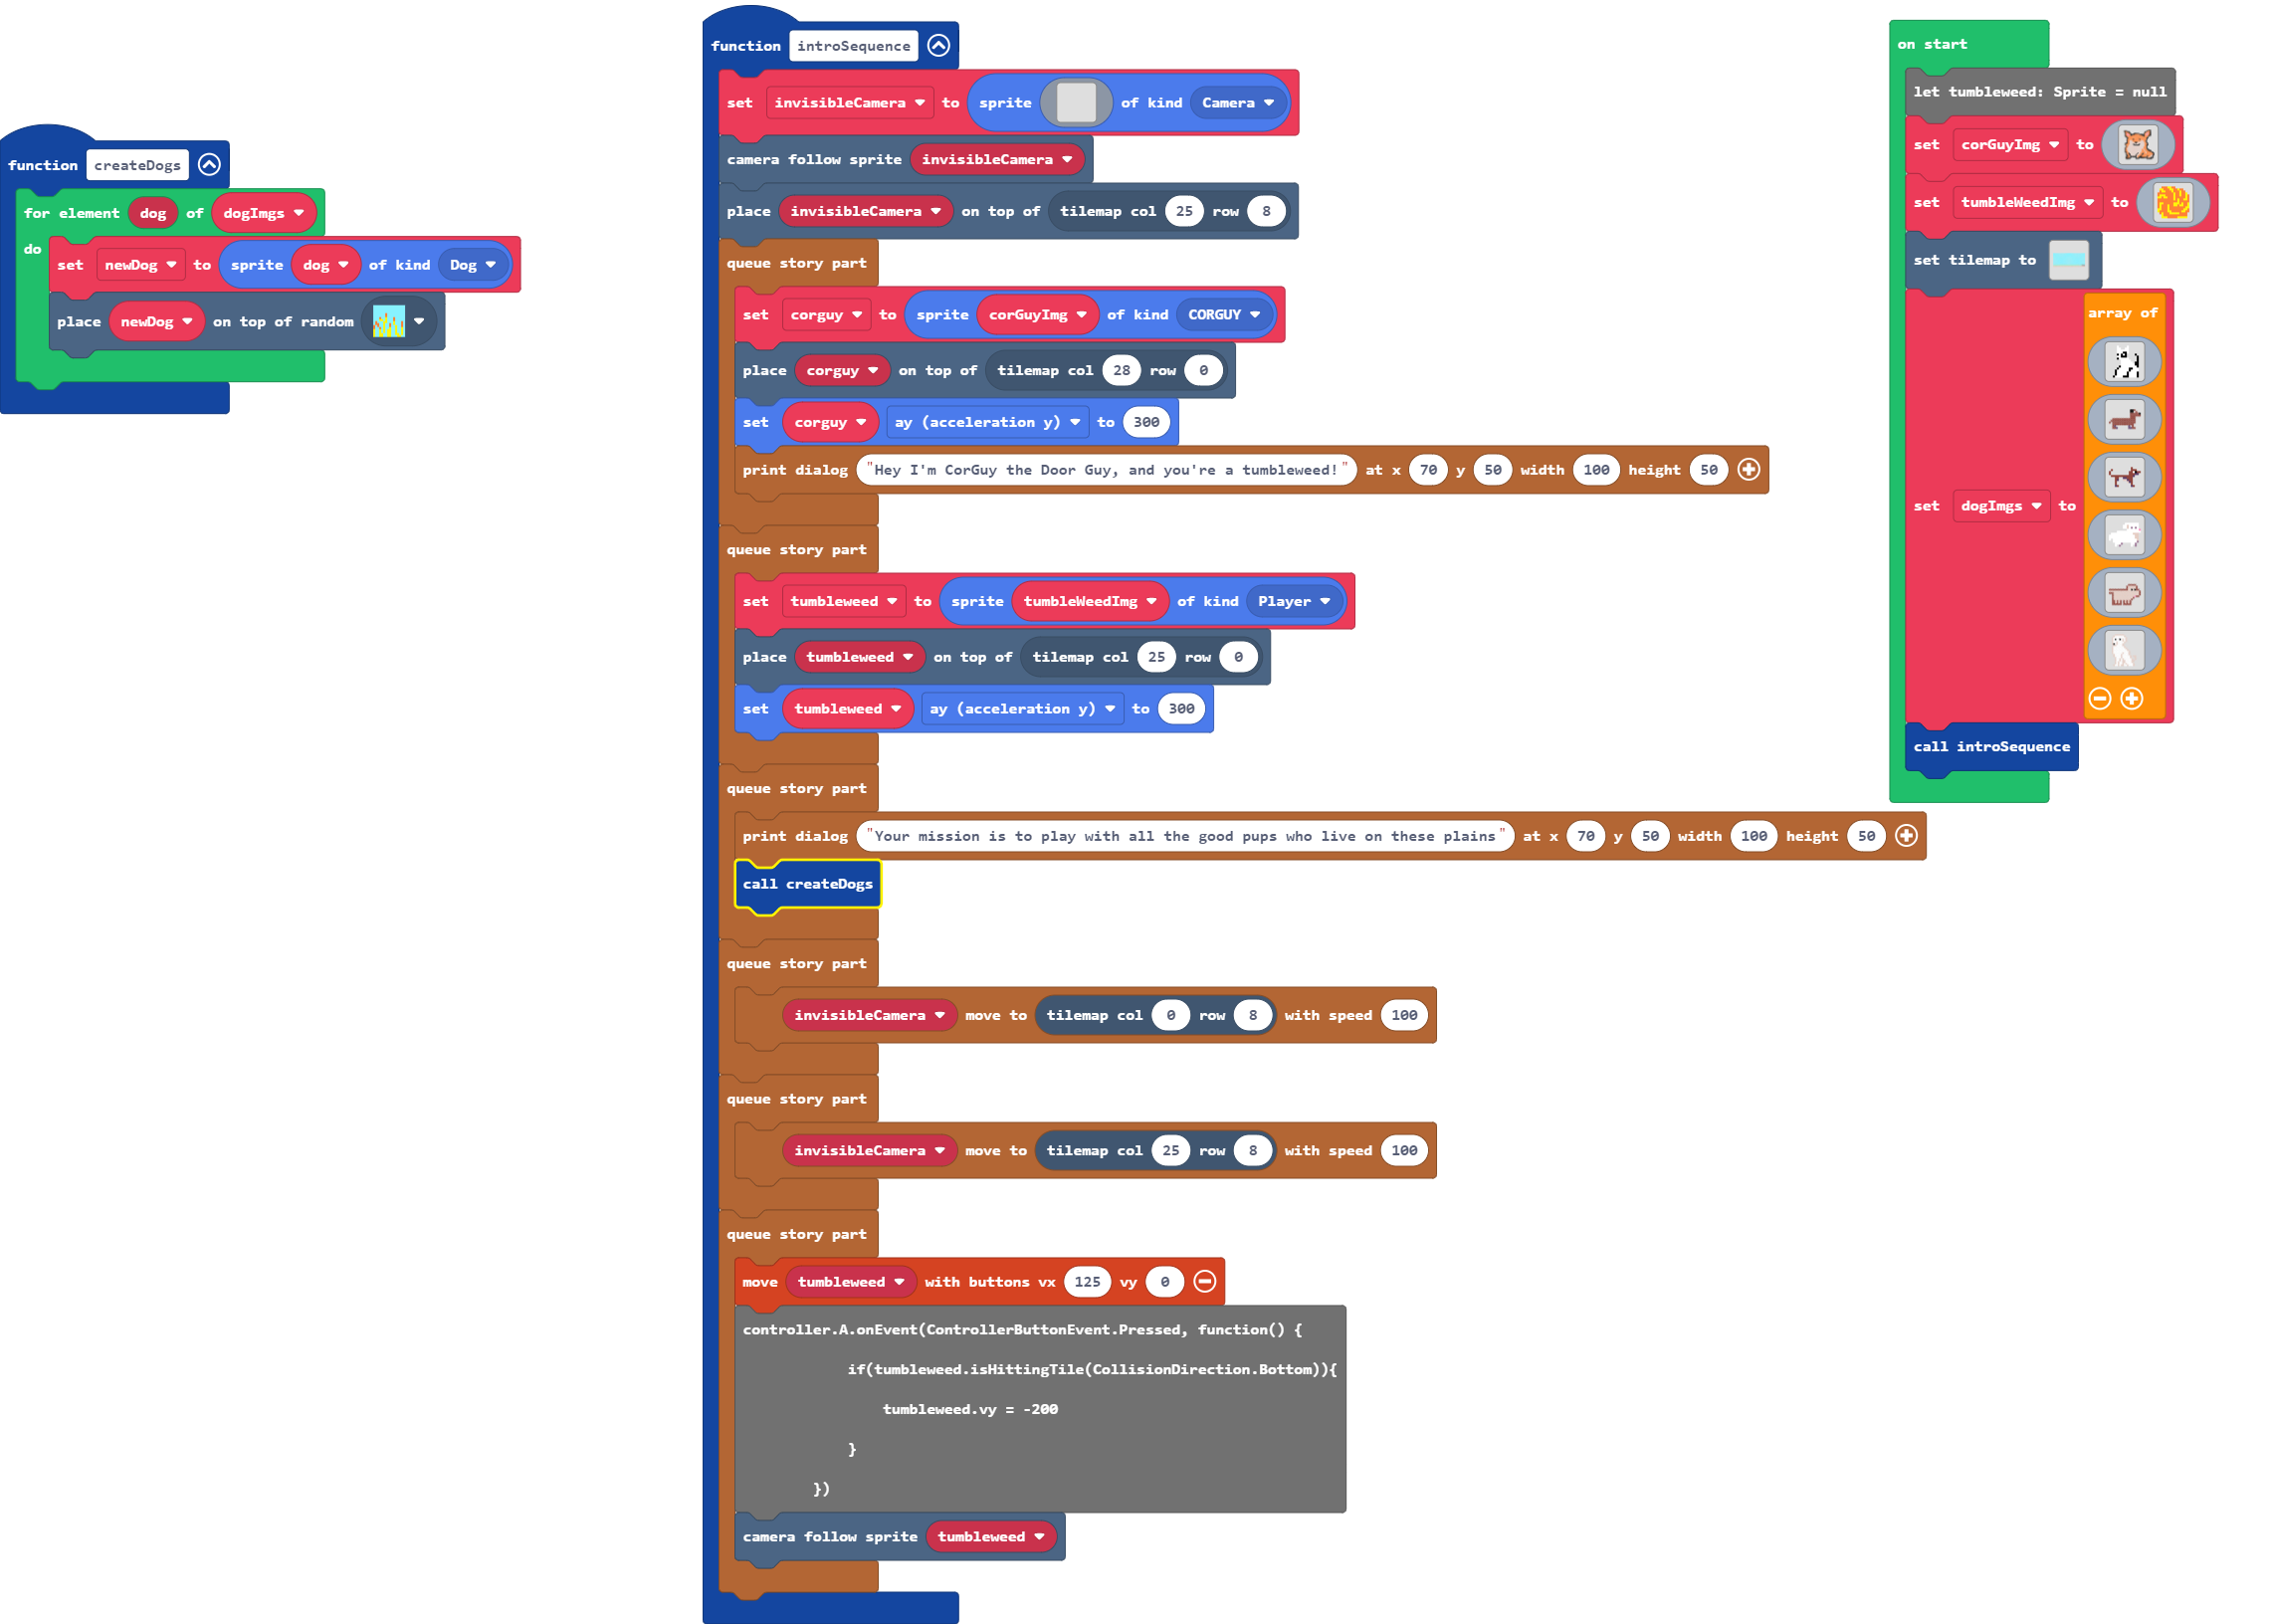 function createDogs
for element dog of dogImgs
do
set newDog to sprite dog of kind Dog
place newDog on top of random
function introSequence
set invisibleCamera to sprite of kind Camera
camera follow sprite invisibleCamera
place invisibleCamera on top of tilemap col 25 row 8
queue story part
set corguy to sprite corGuyImg of kind CORGUY
place corguy on top of tilemap col 28 row 0
set corguy ay (acceleration y) to 300
print dialog "Hey I'm CorGuy the Door Guy, and you're a tumbleweed!" at x 70 y 50 width 100 height 50
queue story part
set tumbleweed to sprite tumbleWeedImg of kind Player
place tumbleweed on top of tilemap col 25 row 0
set tumbleweed ay (acceleration y) to 300
queue story part
print dialog "Your mission is to play with all the good pups who live on these plains" at x 70 y 50 width 100 height 50
call createDogs
queue story part
invisibleCamera move to tilemap col 0 row 8 with speed 100
queue story part
invisibleCamera move to tilemap col 25 row 8 with speed 100
queue story part
move tumbleweed with buttons vx 125 vy 0
controller.A.onEvent(ControllerButtonEvent.Pressed, function() {
if(tumbleweed.isHittingTile(CollisionDirection.Bottom)){
tumbleweed.vy = -200
}
})
camera follow sprite tumbleweed
on start
let tumbleweed: Sprite = null
set corGuyImg to
set tumbleWeedImg to
set tilemap to
array of
set dogImgs to
call introSequence